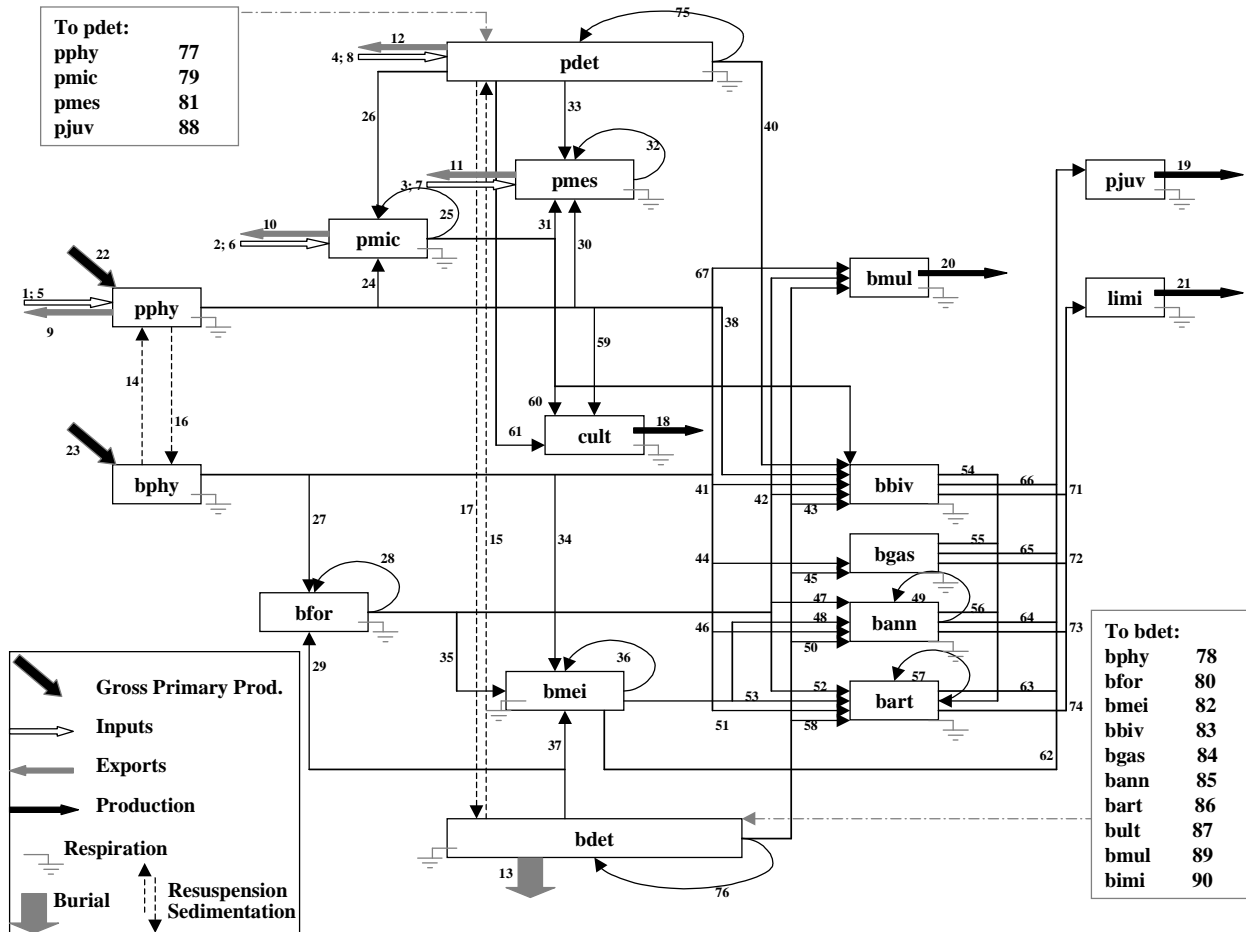 To pdet:
pphy 77
pmic 79
pmes 81
pjuv 88
12
4; 8
pdet
75
26
33
40
11
3; 7
pmes
32
pjuv
19
10
2; 6
pmic
25
31
30
22
24
67
bmul
20
limi
21
1; 5
pphy
9
38
59
14
16
60
61
cult
18
23
bphy
41
42
43
bbiv
54
66
71
27
17
15
34
28
44
45
bgas
55
65
72
bfor
47
48
49
bann
56
64
73
46
50
29
35
36
bmei
53
52
57
bart
63
74
51
58
37
62
bdet
13
76
To bdet:
bphy 78
bfor 80
bmei 82
bbiv 83
bgas 84
bann 85
bart 86
bult 87
bmul 89
bimi 90
Gross Primary Prod.
Inputs
Exports
Production
Respiration
Burial
Resuspension
Sedimentation